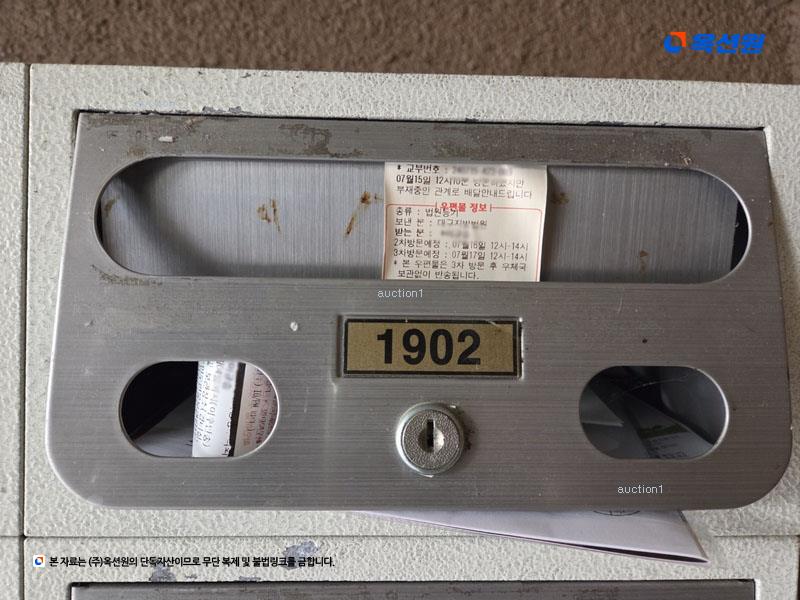 옥션원
* 교부번호 :
07월15일 12시10분 방문하였지만
부재중인 관계로 배달안내드립니다
우편물 정보
종류 : 법원등기
보낸 분 : 대구지방법원
받는 분 :
2차방문예정 : 07월16일 12시-14시
3차방문예정 : 07월17일 12시-14시
* 본 우편물은 3차 방문 후 우체국
보관없이 반송됩니다.
auction1
1902
auction1
본 자료는 (주)옥션원의 단독자산이므로 무단 복제 및 불법링크를 금합니다.